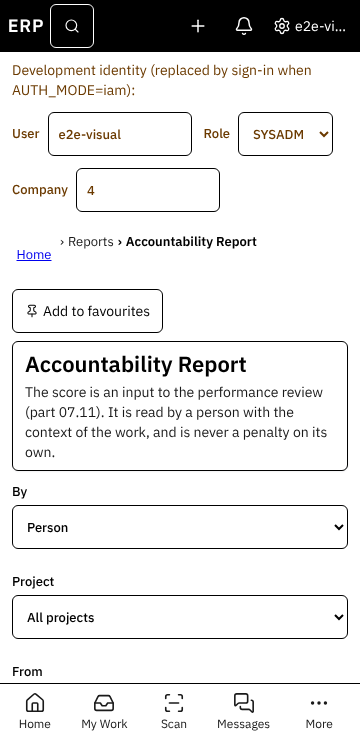 ERP e2e-vi...
Development identity (replaced by sign-in when
AUTH_MODE=iam):
User e2e-visual Role SYSADM
Company 4
Home › Reports › Accountability Report
Add to favourites
Accountability Report
The score is an input to the performance review
(part 07.11). It is read by a person with the
context of the work, and is never a penalty on its
own.
By
Person
Project
All projects
From
Home My Work Scan Messages More